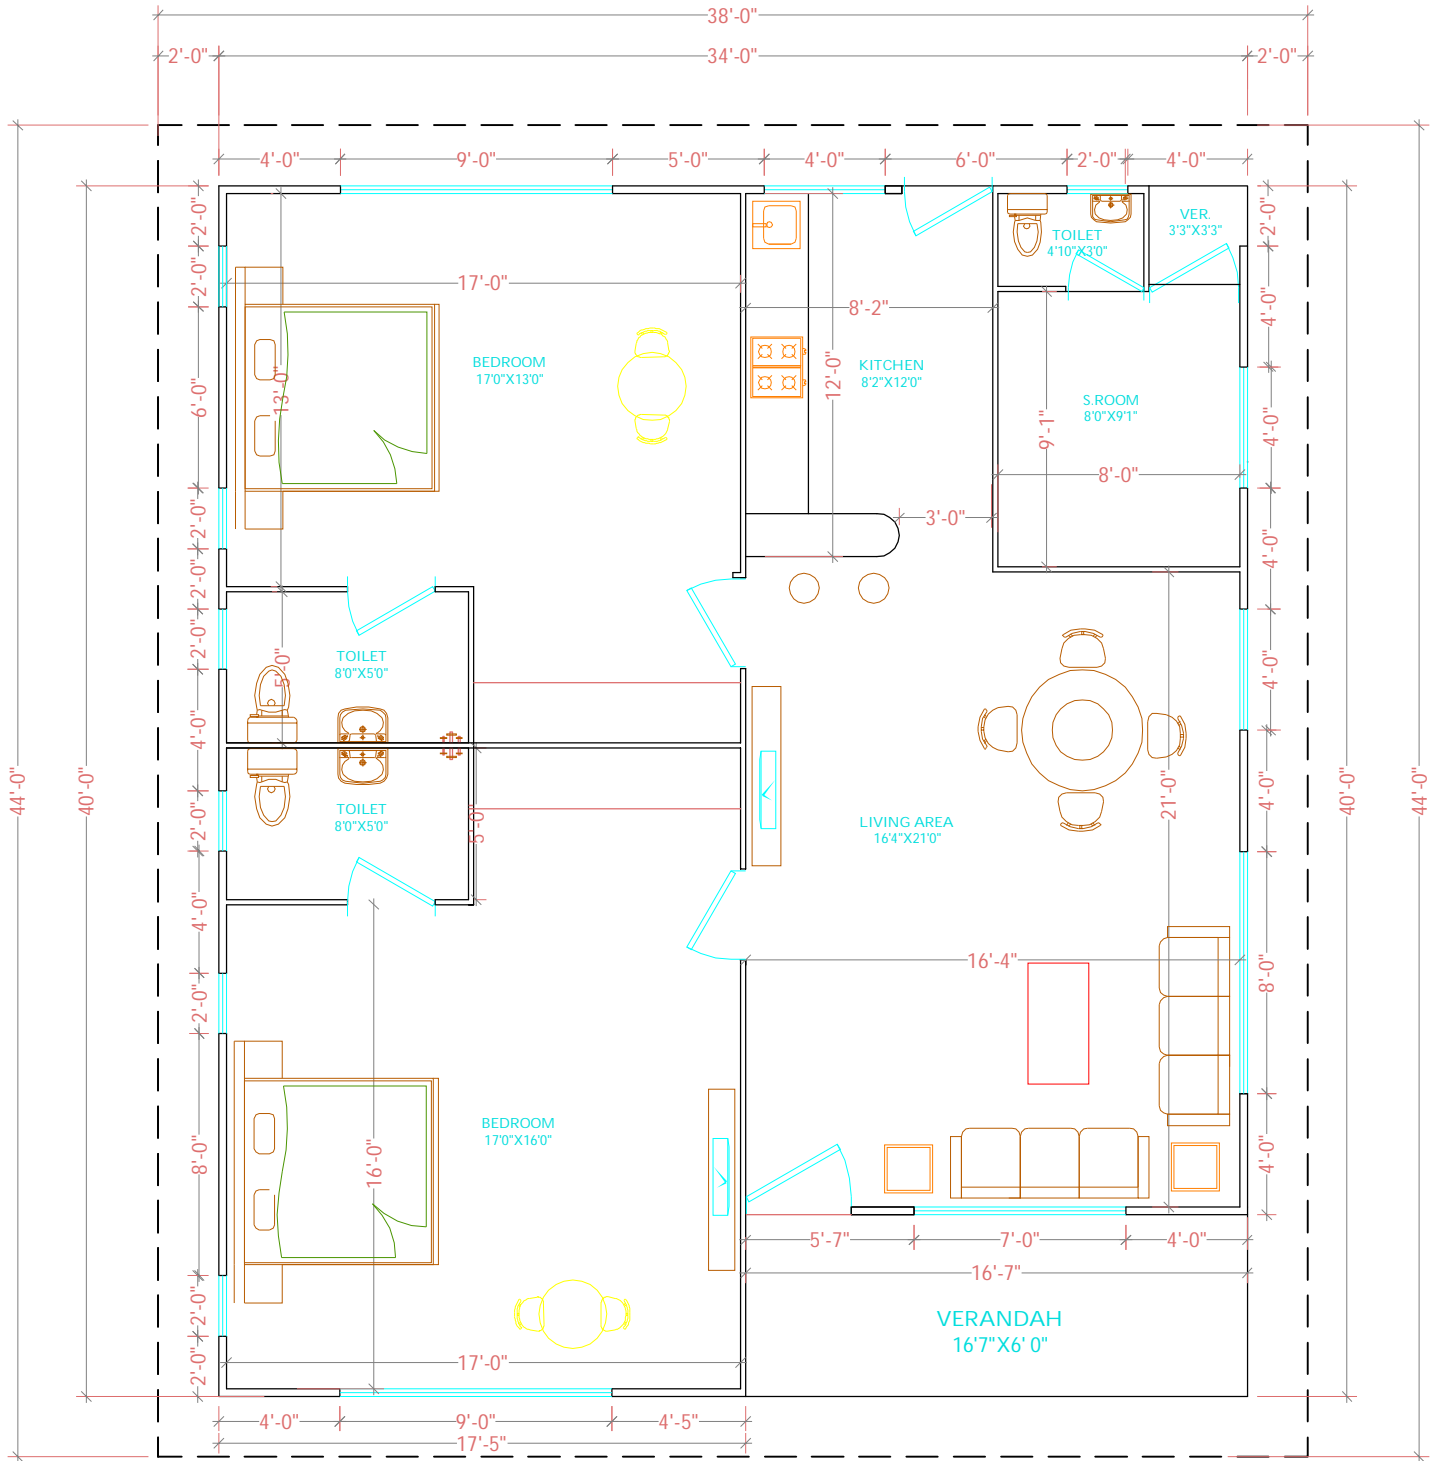 38'-0"
2'-0"
34'-0"
2'-0"
4'-0"
9'-0"
5'-0"
4'-0"
6'-0"
2'-0"
4'-0"
2'-0"
2'-0"
6'-0"
2'-0"
2'-0"
2'-0"
4'-0"
2'-0"
4'-0"
2'-0"
8'-0"
2'-0"
2'-0"
44'-0"
40'-0"
17'-0"
13'-0"
BEDROOM
17'0"X13'0"
8'-2"
12'-0"
KITCHEN
8'2"X12'0"
3'-0"
TOILET
4'10"X3'0"
VER.
3'3"X3'3"
S.ROOM
8'0"X9'1"
9'-1"
8'-0"
TOILET
8'0"X5'0"
5'-0"
TOILET
8'0"X5'0"
5'-0"
LIVING AREA
16'4"X21'0"
21'-0"
16'-4"
BEDROOM
17'0"X16'0"
16'-0"
17'-0"
2'-0"
4'-0"
4'-0"
4'-0"
4'-0"
4'-0"
8'-0"
4'-0"
40'-0"
44'-0"
5'-7"
7'-0"
4'-0"
16'-7"
VERANDAH
16'7"X6' 0"
4'-0"
9'-0"
4'-5"
17'-5"